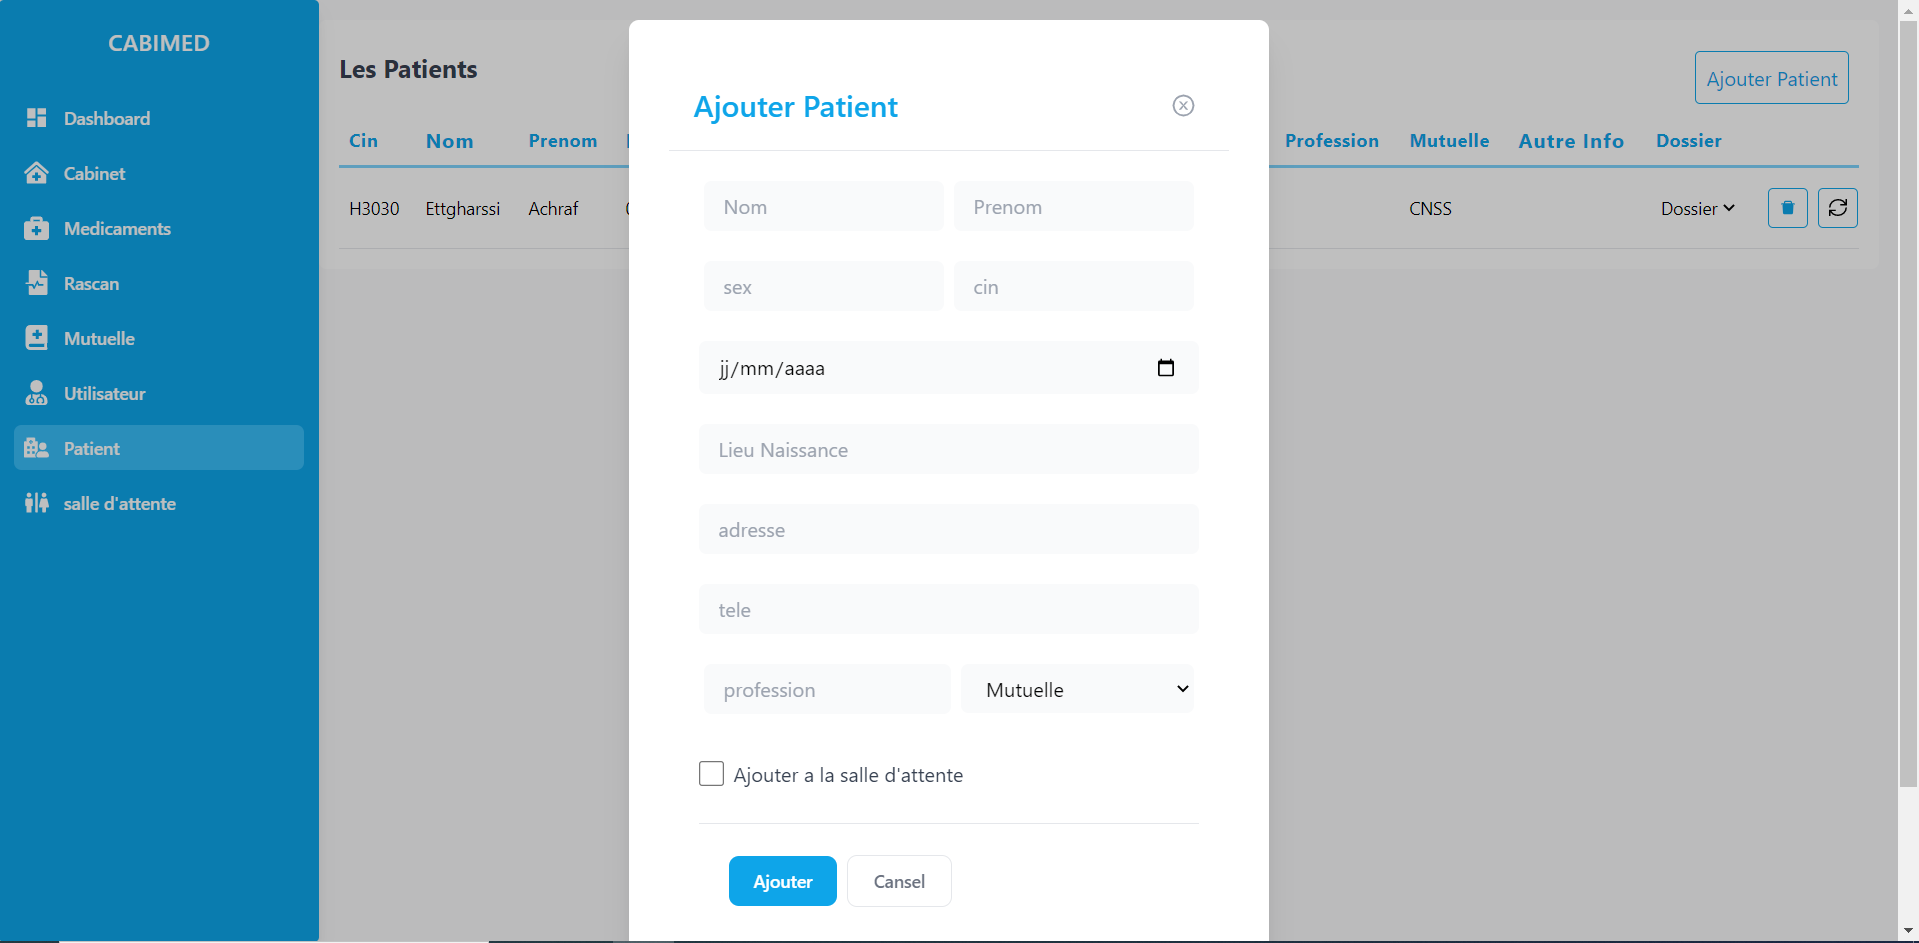 CABIMED
Dashboard
Cabinet
Medicaments
Rascan
Mutuelle
Utilisateur
Patient
salle d'attente
Les Patients
Ajouter Patient
Cin Nom Prenom Profession Mutuelle Autre Info Dossier
H3030 Ettgharssi Achraf CNSS Dossier
Ajouter Patient
Nom Prenom
sex cin
jj/mm/aaaa
Lieu Naissance
adresse
tele
profession Mutuelle
Ajouter a la salle d'attente
Ajouter Cansel